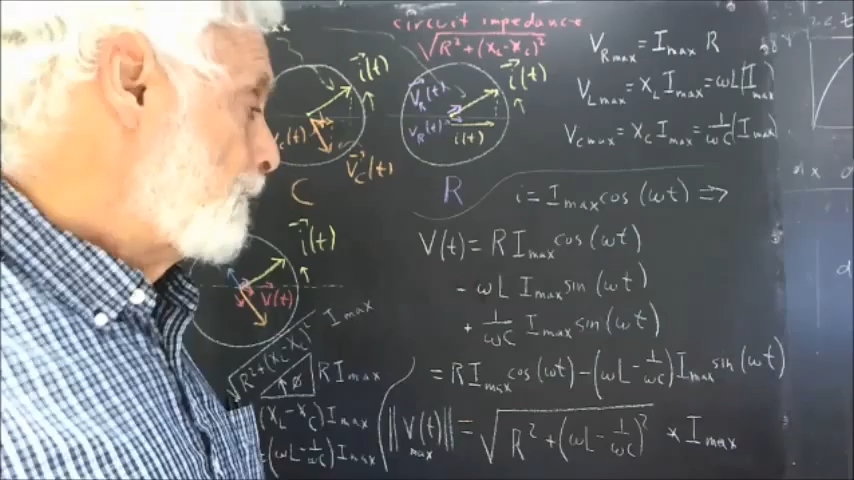 circuit impedance
√R²+(X_L-X_C)²
V_Rmax = I_max R
V_Lmax = X_L I_max = ωL(I_max)
V_Cmax = X_C I_max = 1/ωC (I_max)
i(t)
V_C(t)
C
V_R(t)
i(t)
V_R(t)
i(t)
R
i = I_max cos(ωt) ⇒
V(t) = R I_max cos(ωt)
- ωL I_max sin(ωt)
+ 1/ωC I_max sin(ωt)
= R I_max cos(ωt) - (ωL - 1/ωC) I_max sin(ωt)
||V(t)||_max = √R² + (ωL - 1/ωC)² * I_max
i(t)
V(t)
√R²+(X_L-X_C)² I_max
ø
R I_max
(X_L-X_C) I_max
(ωL - 1/ωC) I_max